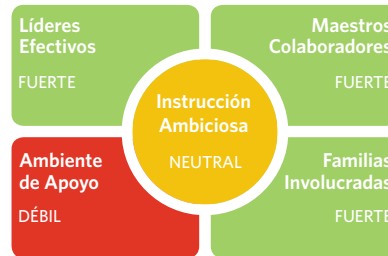 Líderes
Efectivos
FUERTE
Maestros
Colaboradores
FUERTE
Instrucción
Ambiciosa
NEUTRAL
Ambiente
de Apoyo
DÉBIL
Familias
Involucradas
FUERTE